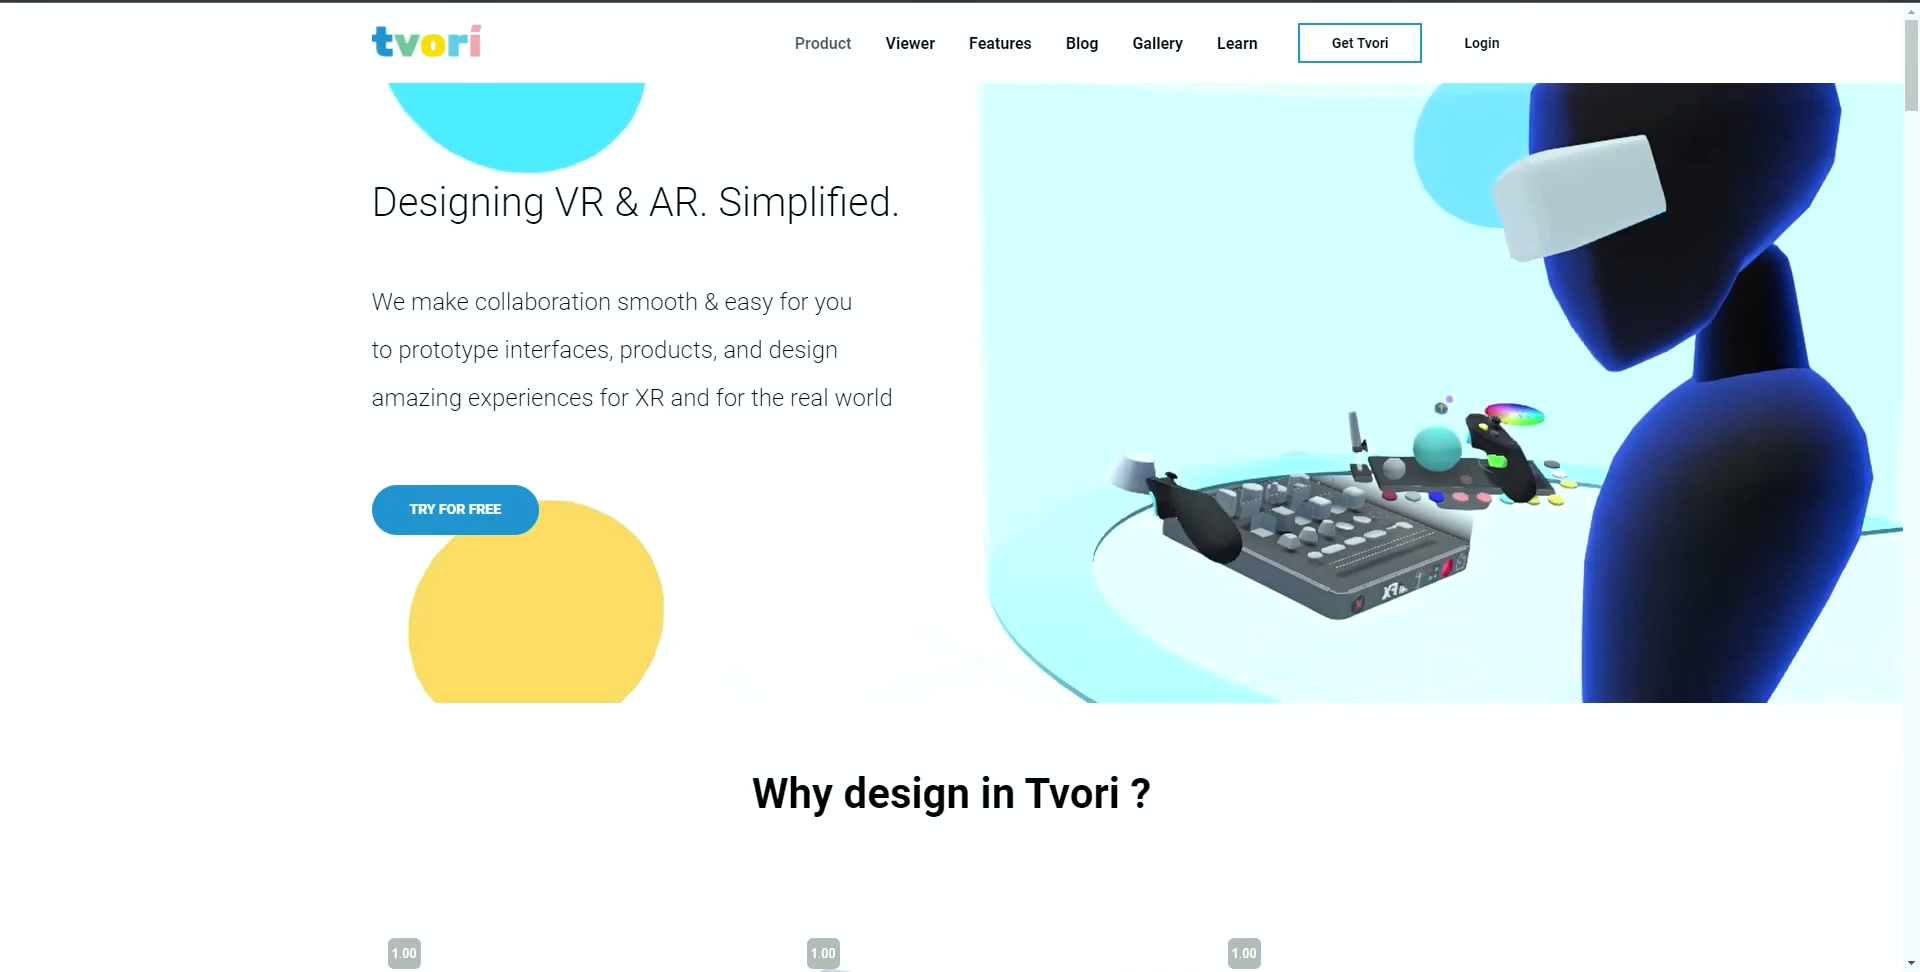 tvori
Product Viewer Features Blog Gallery Learn Get Tvori Login
Designing VR & AR. Simplified.
We make collaboration smooth & easy for you
to prototype interfaces, products, and design
amazing experiences for XR and for the real world
TRY FOR FREE
Why design in Tvori ?
1.00 1.00 1.00